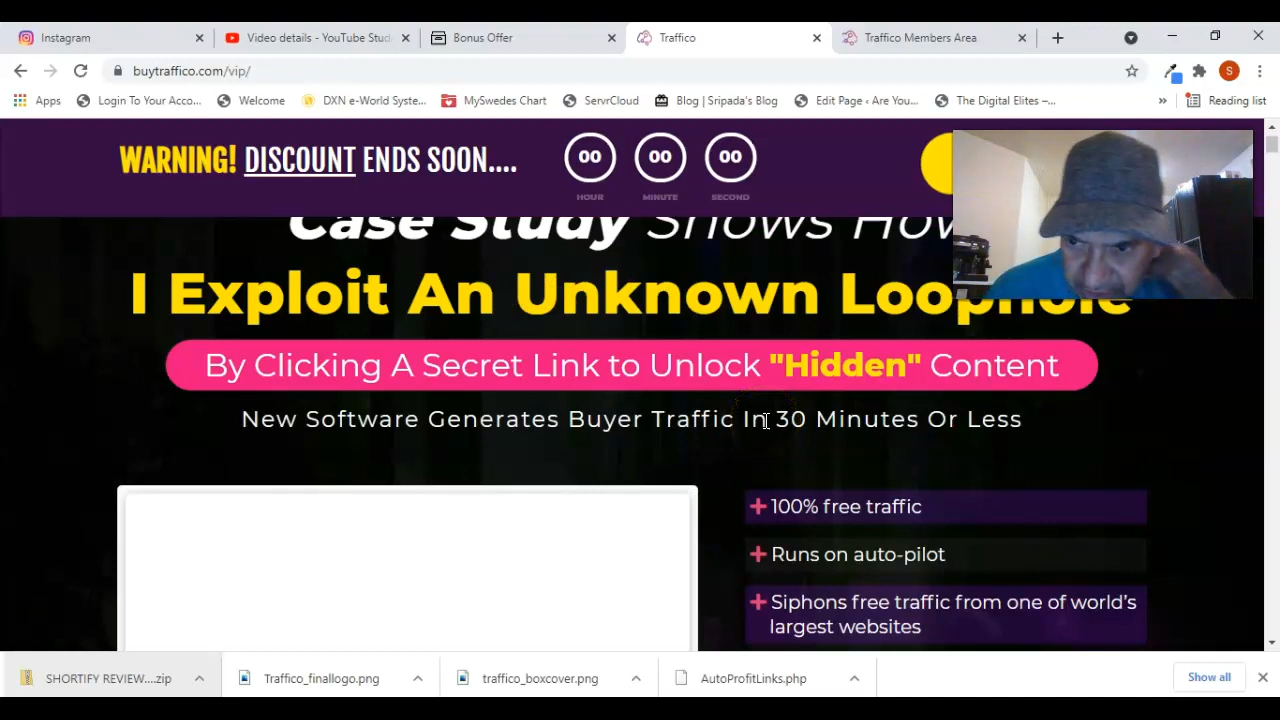 Instagram
Video details - YouTube Stud
Bonus Offer
Traffico
Traffico Members Area
buytraffico.com/vip/
S
Apps
Login To Your Acco...
Welcome
DXN e-World Syste...
MySwedes Chart
ServrCloud
Blog | Sripada's Blog
Edit Page ‹ Are You...
The Digital Elites –...
»
Reading list
WARNING! DISCOUNT ENDS SOON....
00 00 00
HOUR MINUTE SECOND
Case Study Shows How
I Exploit An Unknown Loophole
By Clicking A Secret Link to Unlock "Hidden" Content
New Software Generates Buyer Traffic In 30 Minutes Or Less
+ 100% free traffic
+ Runs on auto-pilot
+ Siphons free traffic from one of world's
largest websites
SHORTIFY REVIEW....zip
Traffico_finallogo.png
traffico_boxcover.png
AutoProfitLinks.php
Show all